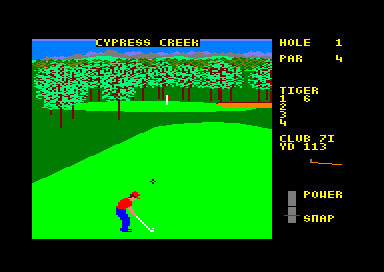 CYPRESS CREEK
HOLE 1
PAR 4
TIGER
1 6
2
3
4
CLUB 7I
YD 113
POWER
SNAP